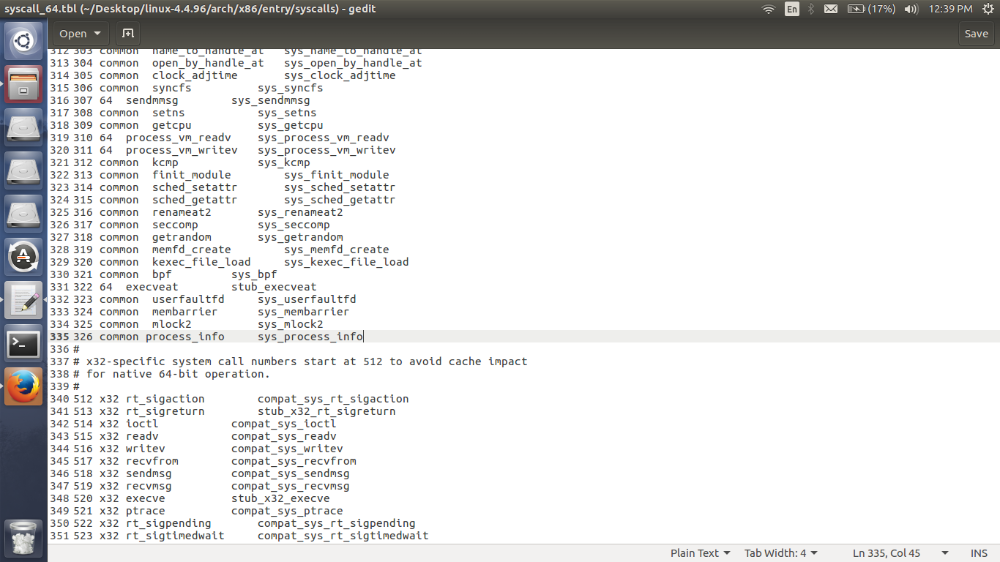 syscall_64.tbl (~/Desktop/linux-4.4.96/arch/x86/entry/syscalls) - gedit En (17%) 12:39 PM
Open Save
312 303 common name_to_handle_at sys_name_to_handle_at
313 304 common open_by_handle_at sys_open_by_handle_at
314 305 common clock_adjtime sys_clock_adjtime
315 306 common syncfs sys_syncfs
316 307 64 sendmmsg sys_sendmmsg
317 308 common setns sys_setns
318 309 common getcpu sys_getcpu
319 310 64 process_vm_readv sys_process_vm_readv
320 311 64 process_vm_writev sys_process_vm_writev
321 312 common kcmp sys_kcmp
322 313 common finit_module sys_finit_module
323 314 common sched_setattr sys_sched_setattr
324 315 common sched_getattr sys_sched_getattr
325 316 common renameat2 sys_renameat2
326 317 common seccomp sys_seccomp
327 318 common getrandom sys_getrandom
328 319 common memfd_create sys_memfd_create
329 320 common kexec_file_load sys_kexec_file_load
330 321 common bpf sys_bpf
331 322 64 execveat stub_execveat
332 323 common userfaultfd sys_userfaultfd
333 324 common membarrier sys_membarrier
334 325 common mlock2 sys_mlock2
335 326 common process_info sys_process_info
336 #
337 # x32-specific system call numbers start at 512 to avoid cache impact
338 # for native 64-bit operation.
339 #
340 512 x32 rt_sigaction compat_sys_rt_sigaction
341 513 x32 rt_sigreturn stub_x32_rt_sigreturn
342 514 x32 ioctl compat_sys_ioctl
343 515 x32 readv compat_sys_readv
344 516 x32 writev compat_sys_writev
345 517 x32 recvfrom compat_sys_recvfrom
346 518 x32 sendmsg compat_sys_sendmsg
347 519 x32 recvmsg compat_sys_recvmsg
348 520 x32 execve stub_x32_execve
349 521 x32 ptrace compat_sys_ptrace
350 522 x32 rt_sigpending compat_sys_rt_sigpending
351 523 x32 rt_sigtimedwait compat_sys_rt_sigtimedwait
Plain Text Tab Width: 4 Ln 335, Col 45 INS